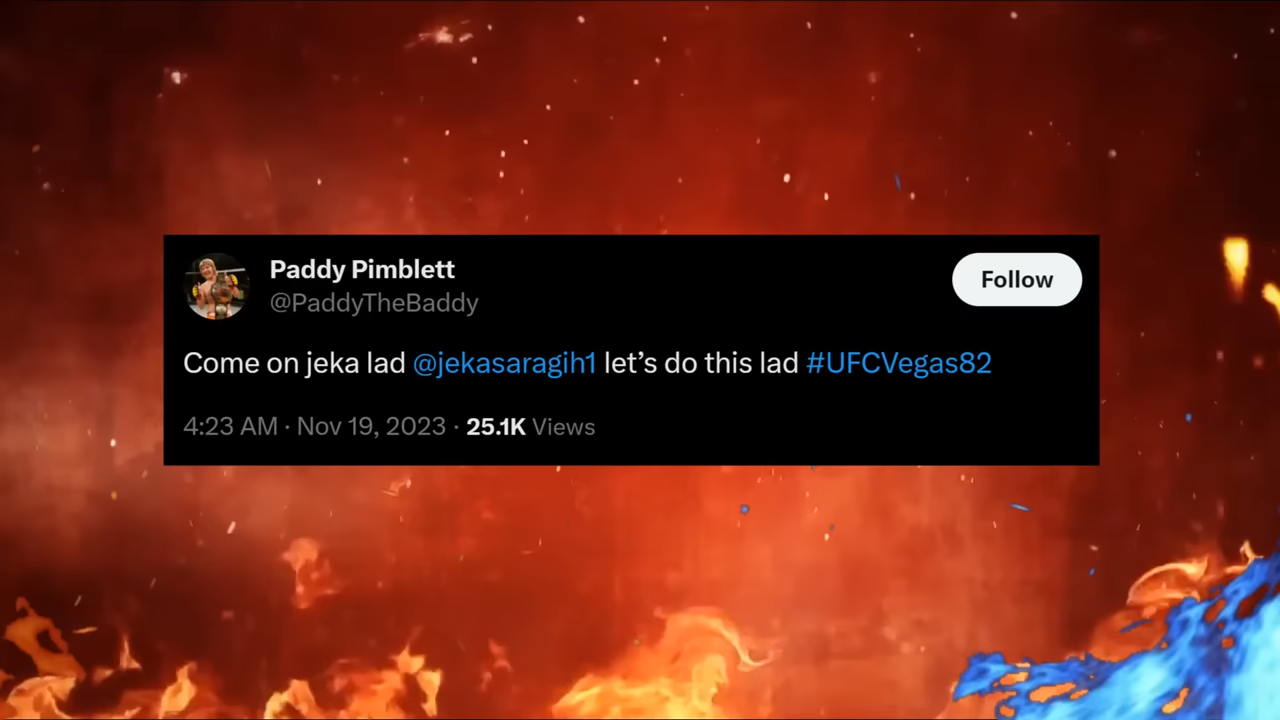 Paddy Pimblett
@PaddyTheBaddy
Follow
Come on jeka lad @jekasaragih1 let’s do this lad #UFCVegas82
4:23 AM · Nov 19, 2023 · 25.1K Views